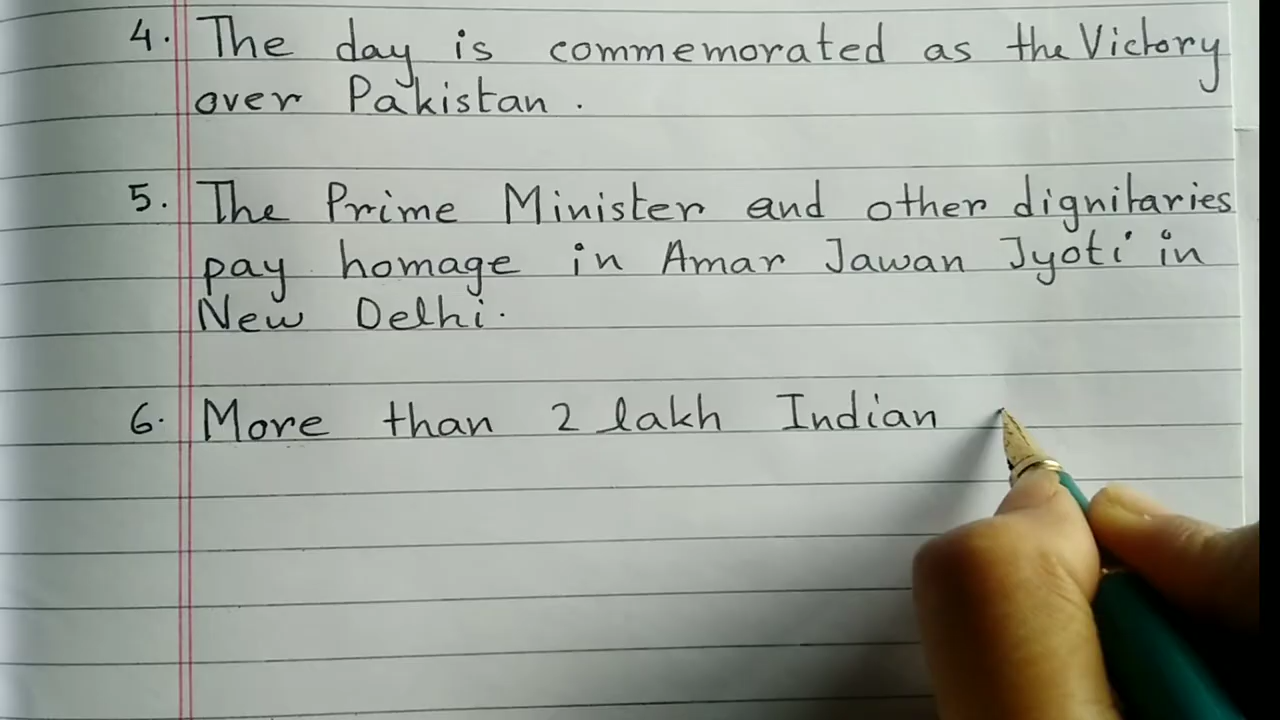 4. The day is commemorated as the Victory
over Pakistan.
5. The Prime Minister and other dignitaries
pay homage in Amar Jawan Jyoti in
New Delhi.
6. More than 2 lakh Indian